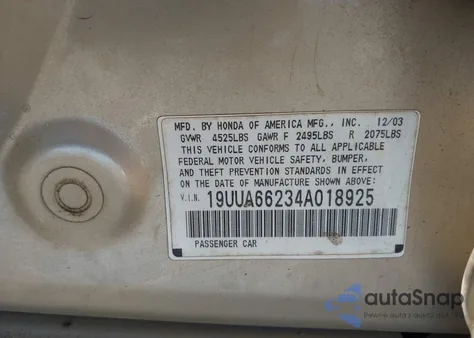 MFD. BY HONDA OF AMERICA MFG., INC. 12/03
GVWR 4525LBS GAWR F 2495LBS R 2075LBS
THIS VEHICLE CONFORMS TO ALL APPLICABLE
FEDERAL MOTOR VEHICLE SAFETY, BUMPER,
AND THEFT PREVENTION STANDARDS IN EFFECT
ON THE DATE OF MANUFACTURE SHOWN ABOVE:
V.I.N. 19UUA66234A018925
PASSENGER CAR
autoSnap